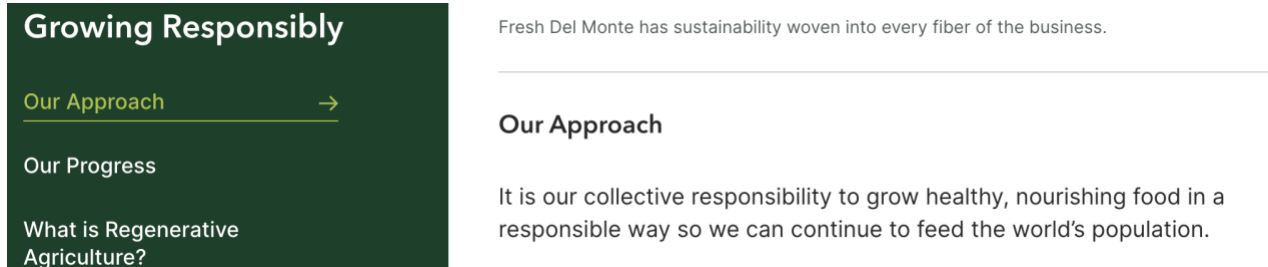 Growing Responsibly
Our Approach
Our Progress
What is Regenerative
Agriculture?
Fresh Del Monte has sustainability woven into every fiber of the business.
Our Approach
It is our collective responsibility to grow healthy, nourishing food in a
responsible way so we can continue to feed the world’s population.